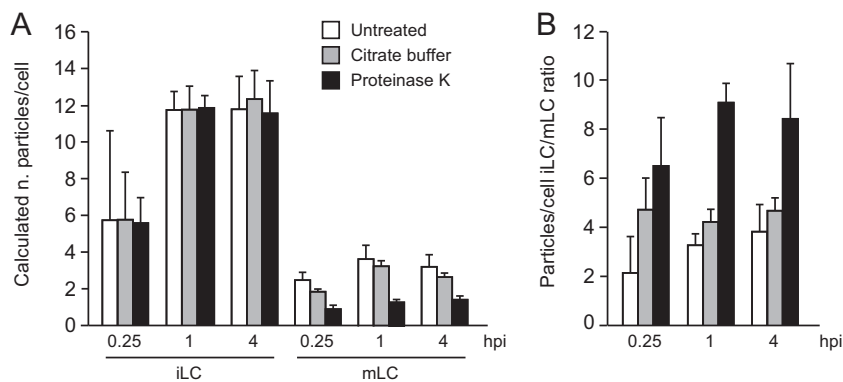 A
Calculated n. particles/cell
16
14
12
10
8
6
4
2
0
Untreated
Citrate buffer
Proteinase K
0.25 1 4 0.25 1 4 hpi
iLC mLC
B
Particles/cell iLC/mLC ratio
12
10
8
6
4
2
0
0.25 1 4 hpi